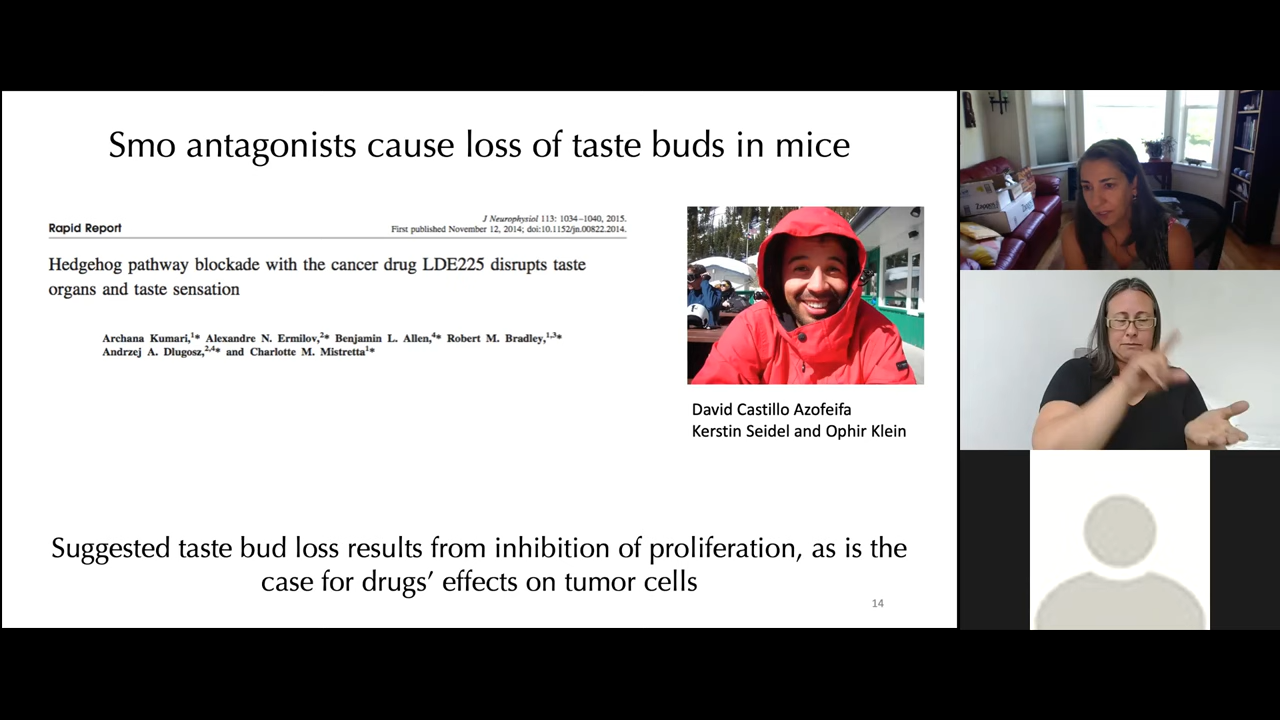 Smo antagonists cause loss of taste buds in mice
Rapid Report
J Neurophysiol 113: 1034–1040, 2015.
First published November 12, 2014; doi:10.1152/jn.00822.2014.
Hedgehog pathway blockade with the cancer drug LDE225 disrupts taste
organs and taste sensation
Archana Kumari,1* Alexandre N. Ermilov,2* Benjamin L. Allen,4* Robert M. Bradley,1,3*
Andrzej A. Dlugosz,2,4* and Charlotte M. Mistretta1*
David Castillo Azofeifa
Kerstin Seidel and Ophir Klein
Suggested taste bud loss results from inhibition of proliferation, as is the
case for drugs’ effects on tumor cells
14